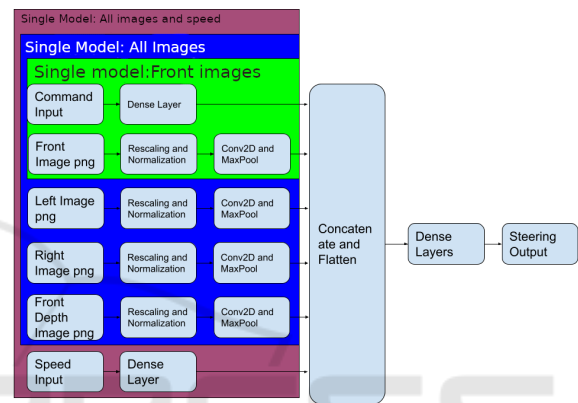 Single Model: All images and speed
Single Model: All Images
Single model:Front images
Command
Input
Dense Layer
Front
Image png
Rescaling and
Normalization
Conv2D and
MaxPool
Left Image
png
Rescaling and
Normalization
Conv2D and
MaxPool
Right
Image png
Rescaling and
Normalization
Conv2D and
MaxPool
Front
Depth
Image png
Rescaling and
Normalization
Conv2D and
MaxPool
Speed
Input
Dense
Layer
Concaten
ate and
Flatten
Dense
Layers
Steering
Output